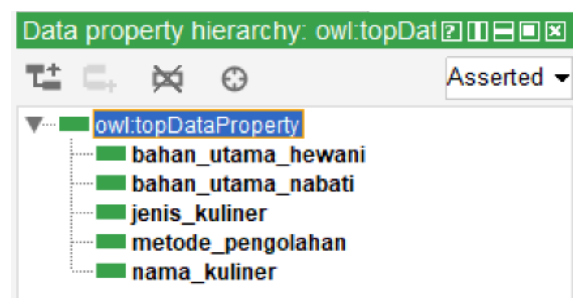 Data property hierarchy: owl:topDat
Asserted
owl:topDataProperty
bahan_utama_hewani
bahan_utama_nabati
jenis_kuliner
metode_pengolahan
nama_kuliner